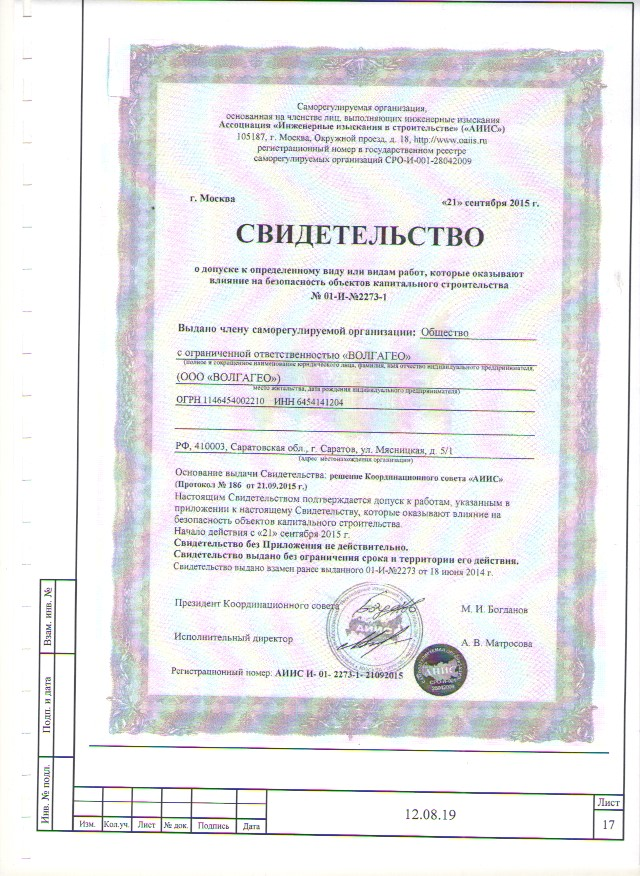 Саморегулируемая организация,
основанная на членстве лиц, выполняющих инженерные изыскания
Ассоциация «Инженерные изыскания в строительстве» («АИИС»)
105187, г. Москва, Окружной проезд, д. 18, http://www.oaiis.ru
регистрационный номер в государственном реестре
саморегулируемых организаций СРО-И-001-28042009
г. Москва «21» сентября 2015 г.
СВИДЕТЕЛЬСТВО
о допуске к определенному виду или видам работ, которые оказывают
влияние на безопасность объектов капитального строительства
№ 01-И-№2273-1
Выдано члену саморегулируемой организации: Общество
с ограниченной ответственностью «ВОЛГАГЕО»
(полное и сокращенное наименование юридического лица, фамилия, имя отчество индивидуального предпринимателя,
(ООО «ВОЛГАГЕО»)
место жительства, дата рождения индивидуального предпринимателя)
ОГРН 1146454002210 ИНН 6454141204
РФ, 410003, Саратовская обл., г. Саратов, ул. Мясницкая, д. 5/1
(адрес местонахождения организации)
Основание выдачи Свидетельства: решение Координационного совета «АИИС»
(Протокол № 186 от 21.09.2015 г.)
Настоящим Свидетельством подтверждается допуск к работам, указанным в
приложении к настоящему Свидетельству, которые оказывают влияние на
безопасность объектов капитального строительства.
Начало действия с «21» сентября 2015 г.
Свидетельство без Приложения не действительно.
Свидетельство выдано без ограничения срока и территории его действия.
Свидетельство выдано взамен ранее выданного 01-И-№2273 от 18 июня 2014 г.
Президент Координационного совета М. И. Богданов
Исполнительный директор А. В. Матросова
Регистрационный номер: АИИС И- 01- 2273-1- 21092015
АИИС
Взам. инв. №
Подп. и дата
Инв. № подл.
Изм. Кол.уч. Лист № док. Подпись Дата
12.08.19
Лист
17